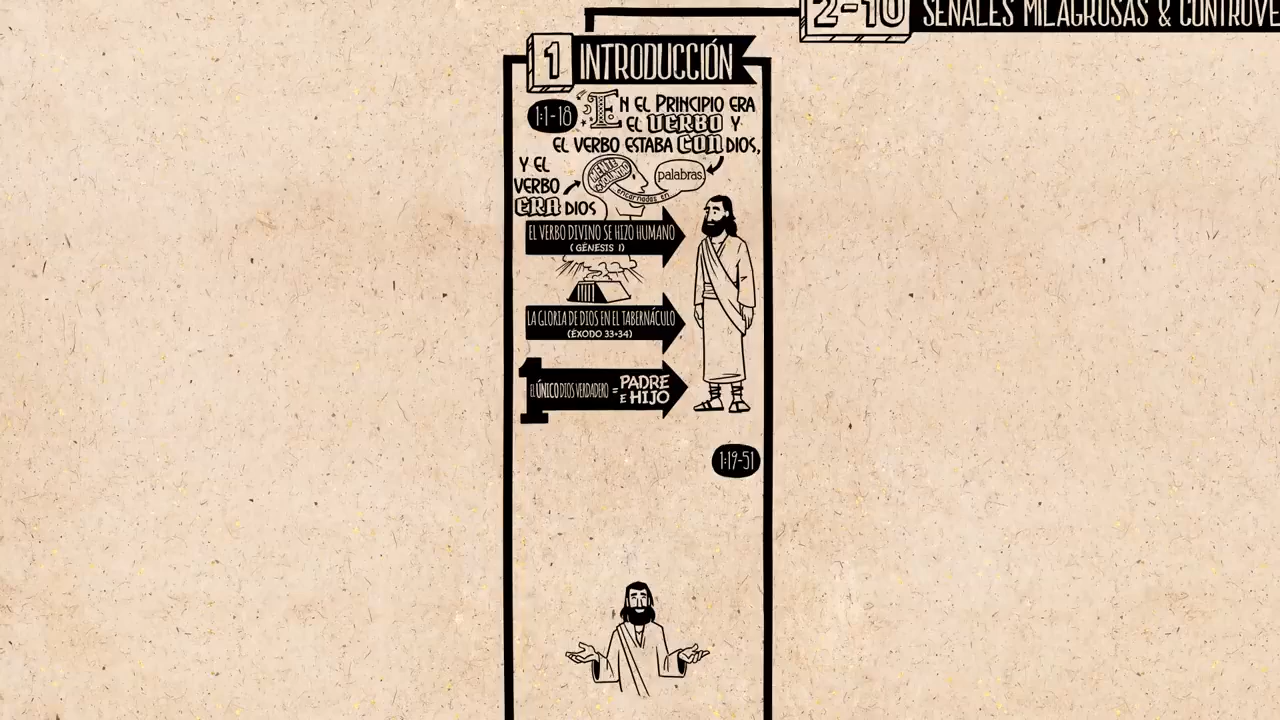 2-10 SEÑALES MILAGROSAS & CONTROVE
1 INTRODUCCIÓN
1:1-18
EN EL PRINCIPIO ERA
EL VERBO Y
EL VERBO ESTABA CON DIOS,
Y EL
VERBO
ERA DIOS
palabras
encarnadas en
EL VERBO DIVINO SE HIZO HUMANO
(GÉNESIS 1)
LA GLORIA DE DIOS EN EL TABERNÁCULO
(ÉXODO 33+34)
1
EL ÚNICO DIOS VERDADERO = PADRE
E HIJO
1:19-51